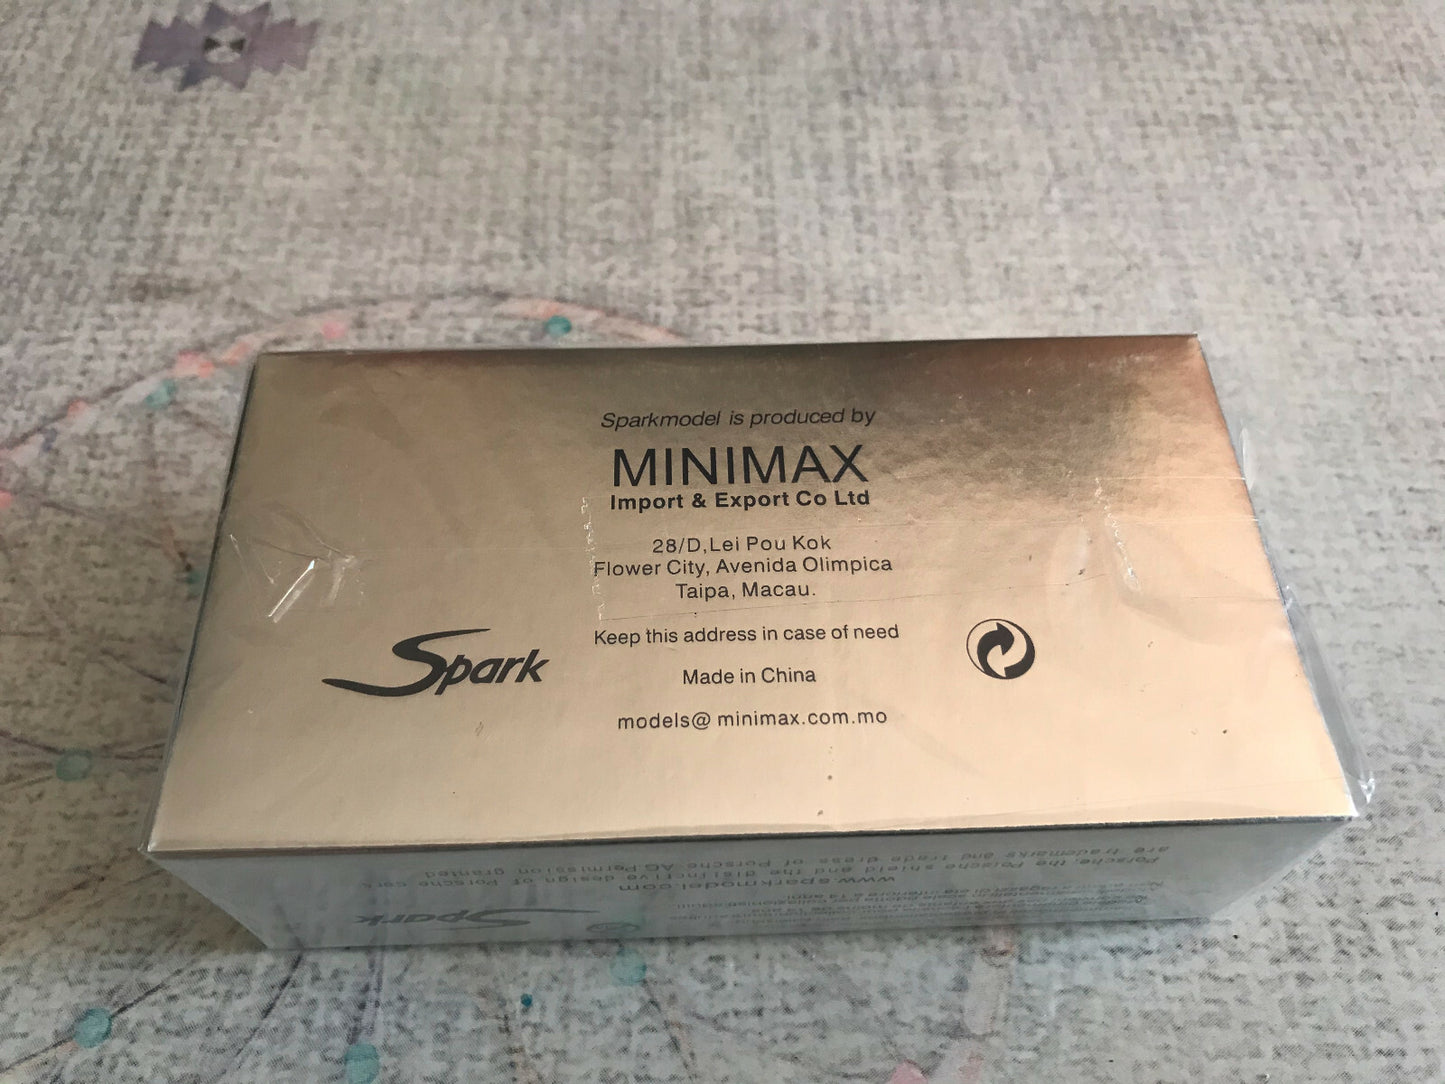 Sparkmodel is produced by
MINIMAX
Import & Export Co Ltd
28/D,Lei Pou Kok
Flower City, Avenida Olimpica
Taipa, Macau.
Keep this address in case of need
Spark
Made in China
models@ minimax.com.mo
Spark
www.sparkmodel.com
Porsche, the Porsche shield and the distinctive design of Porsche cars
are trademarks and trade dress of Porsche AG.Permission granted